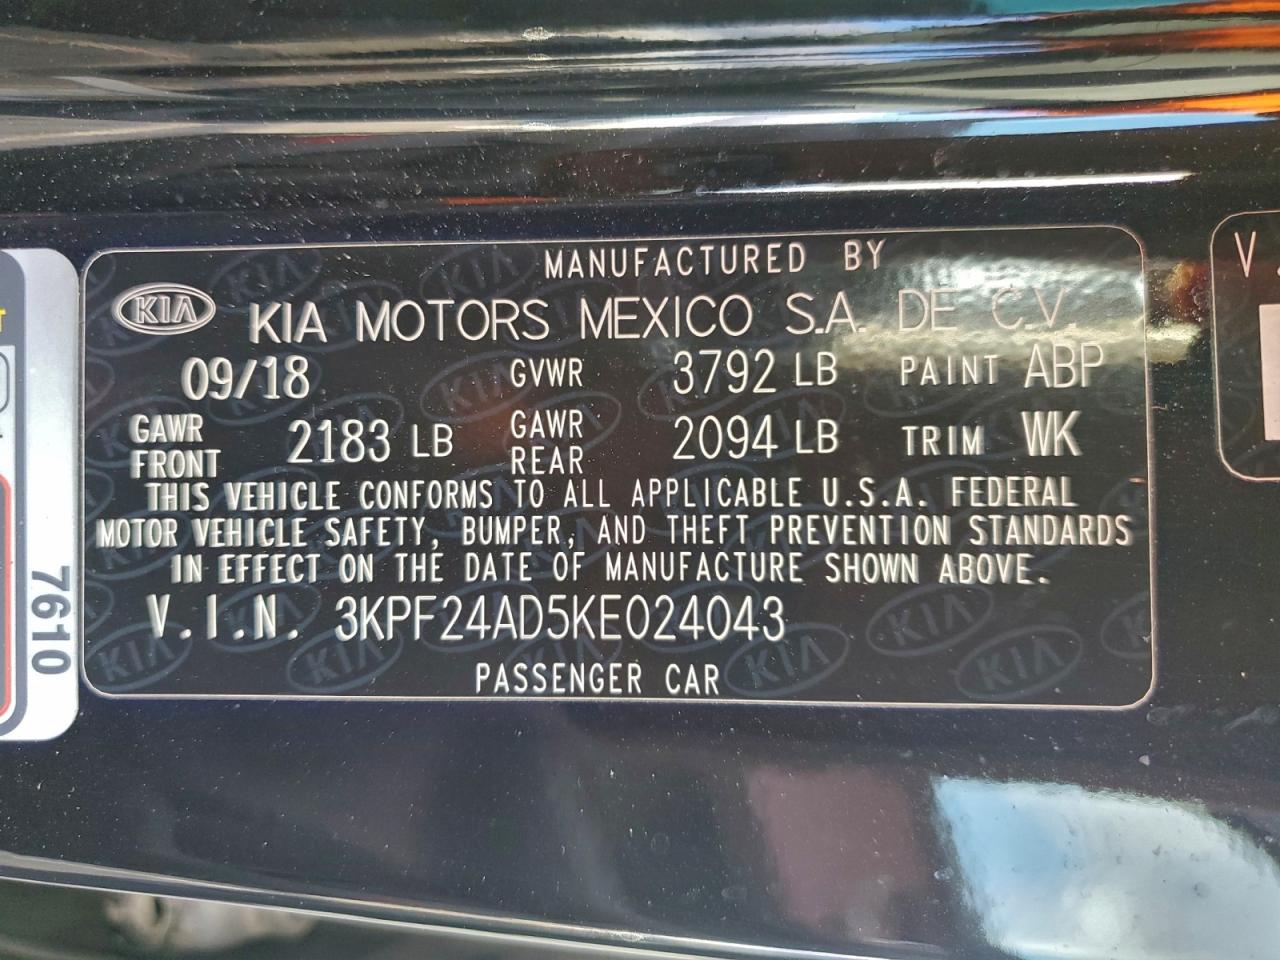 MANUFACTURED BY
KIA KIA MOTORS MEXICO S.A. DE C.V.
09/18 GVWR 3792 LB PAINT ABP
GAWR FRONT 2183 LB GAWR REAR 2094 LB TRIM WK
THIS VEHICLE CONFORMS TO ALL APPLICABLE U.S.A. FEDERAL
MOTOR VEHICLE SAFETY, BUMPER, AND THEFT PREVENTION STANDARDS
IN EFFECT ON THE DATE OF MANUFACTURE SHOWN ABOVE.
V.I.N. 3KPF24AD5KE024043
PASSENGER CAR
7610